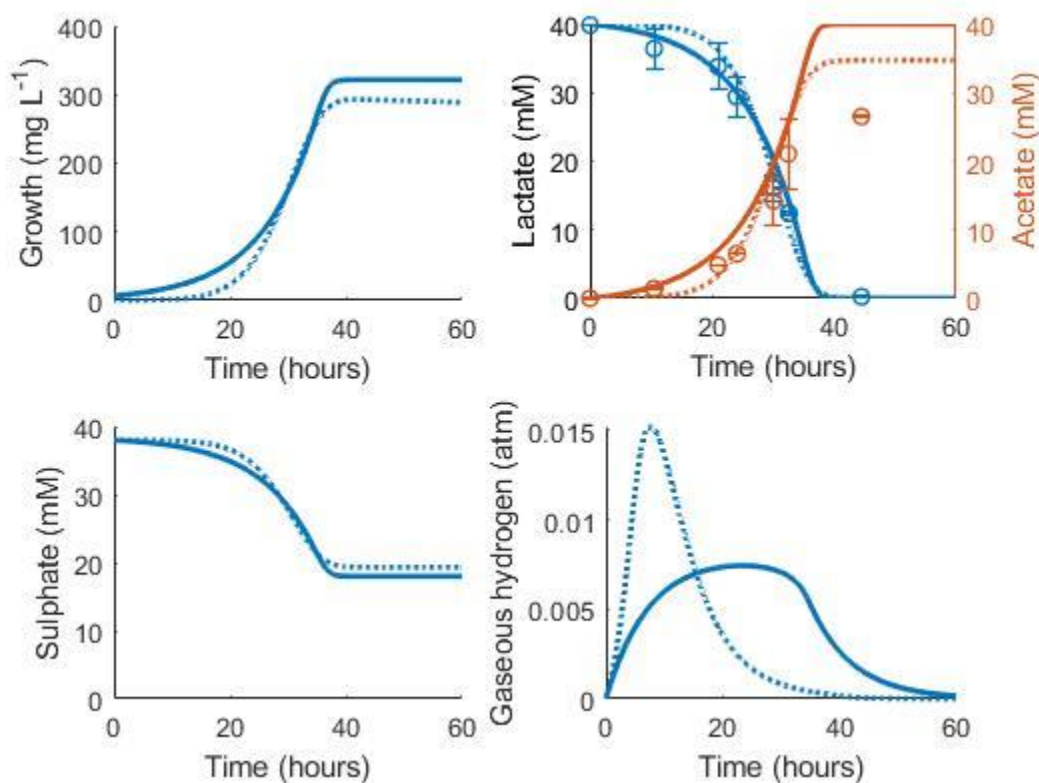 Growth (mg L⁻¹)
400
300
200
100
0
0 20 40 60
Time (hours)
Lactate (mM)
40
30
20
10
0
0 20 40 60
Time (hours)
40
30
20
10
0
Acetate (mM)
Sulphate (mM)
40
30
20
10
0
0 20 40 60
Time (hours)
Gaseous hydrogen (atm)
0.015
0.01
0.005
0
0 20 40 60
Time (hours)